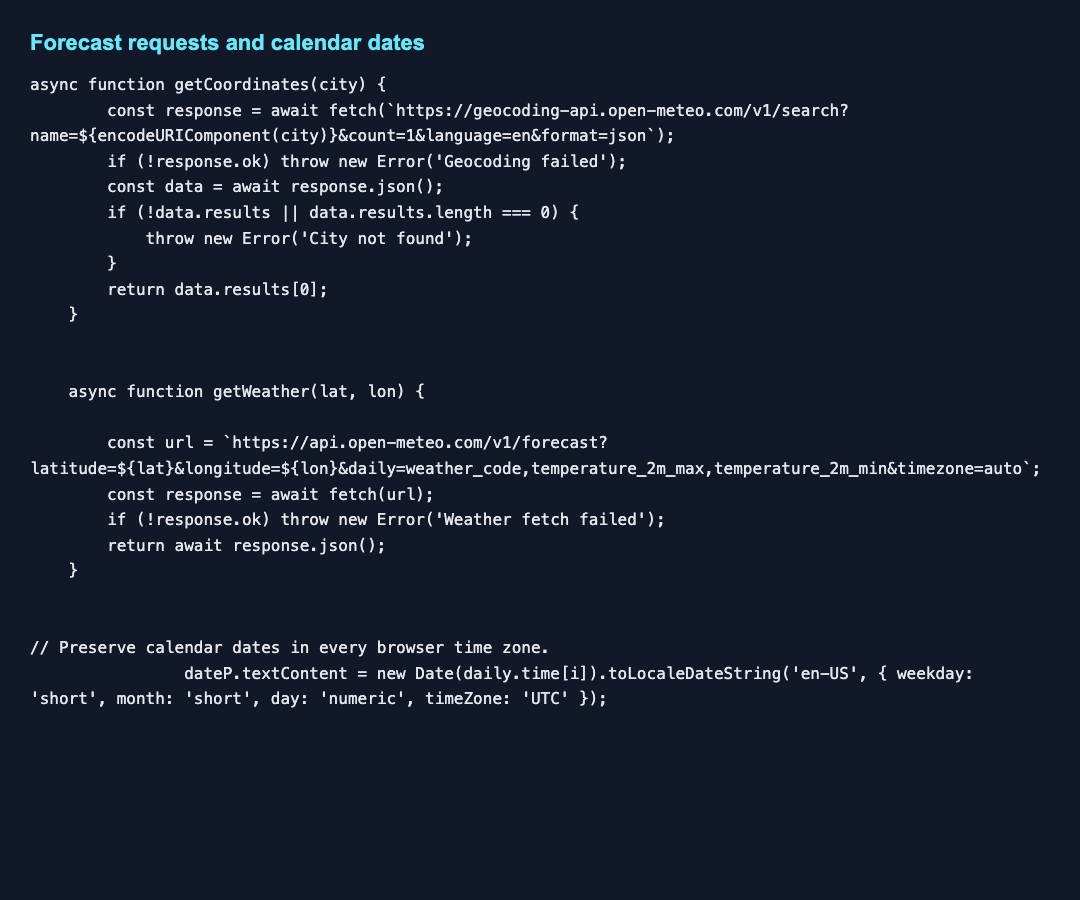 Forecast requests and calendar dates
async function getCoordinates(city) {
        const response = await fetch(`https://geocoding-api.open-meteo.com/v1/search?
name=${encodeURIComponent(city)}&count=1&language=en&format=json`);
        if (!response.ok) throw new Error('Geocoding failed');
        const data = await response.json();
        if (!data.results || data.results.length === 0) {
            throw new Error('City not found');
        }
        return data.results[0];
    }
    async function getWeather(lat, lon) {
        const url = `https://api.open-meteo.com/v1/forecast?
latitude=${lat}&longitude=${lon}&daily=weather_code,temperature_2m_max,temperature_2m_min&timezone=auto`;
        const response = await fetch(url);
        if (!response.ok) throw new Error('Weather fetch failed');
        return await response.json();
    }
// Preserve calendar dates in every browser time zone.
                dateP.textContent = new Date(daily.time[i]).toLocaleDateString('en-US', { weekday:
'short', month: 'short', day: 'numeric', timeZone: 'UTC' });